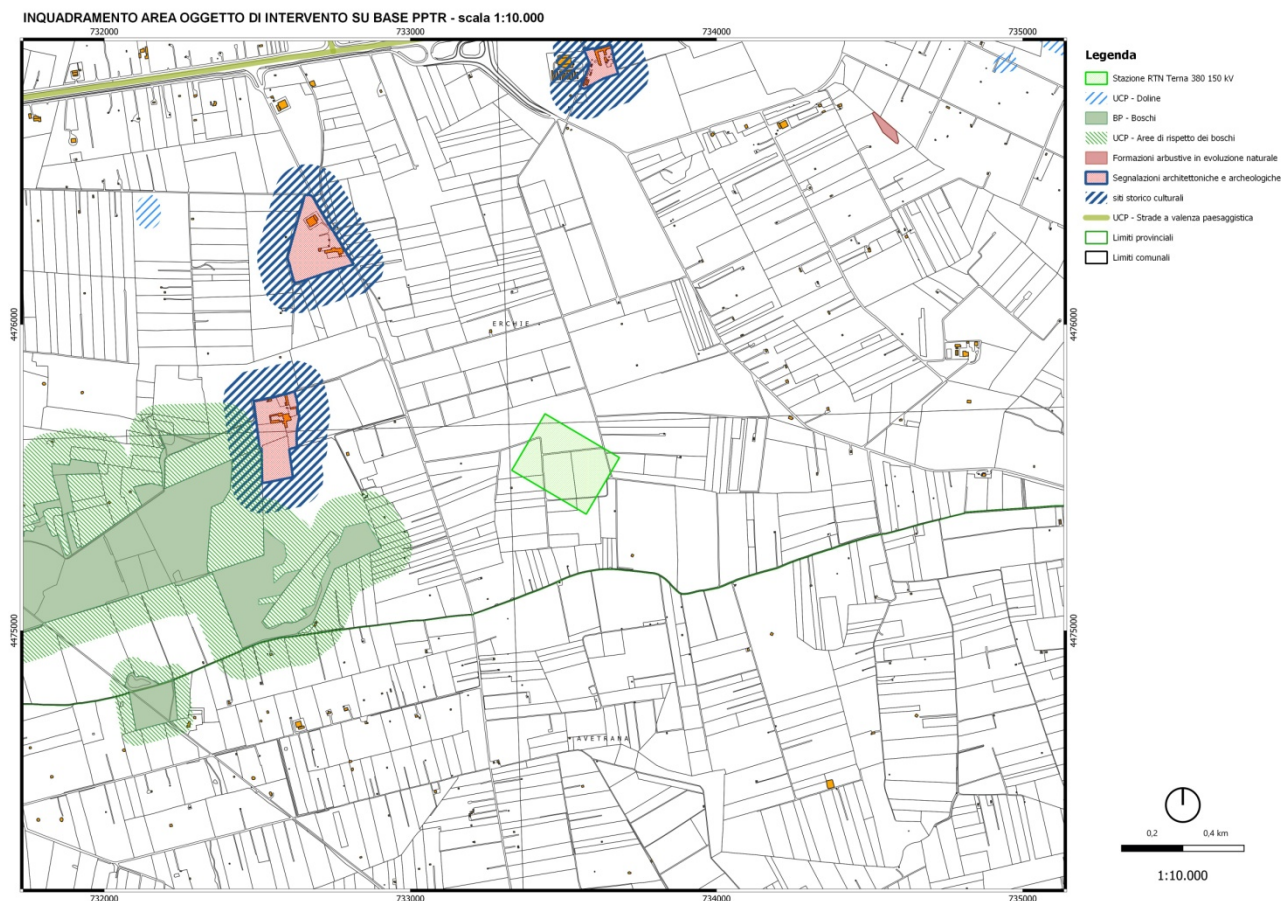 INQUADRAMENTO AREA OGGETTO DI INTERVENTO SU BASE PPTR - scala 1:10.000
732000
733000
734000
735000
Legenda
Stazione RTN Terna 380 150 kV
UCP - Doline
BP - Boschi
UCP - Aree di rispetto dei boschi
Formazioni arbustive in evoluzione naturale
Segnalazioni architettoniche e archeologiche
siti storico culturali
UCP - Strade a valenza paesaggistica
Limiti provinciali
Limiti comunali
4476000
ERCHIE
4476000
4475000
4475000
AVETRANA
0,2
0,4 km
1:10.000
732000
733000
734000
735000